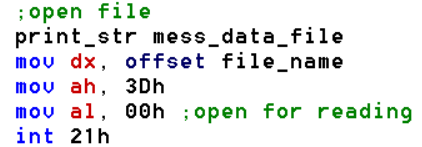 ;open file
print_str mess_data_file
mov dx, offset file_name
mov ah, 3Dh
mov al, 00h ;open for reading
int 21h